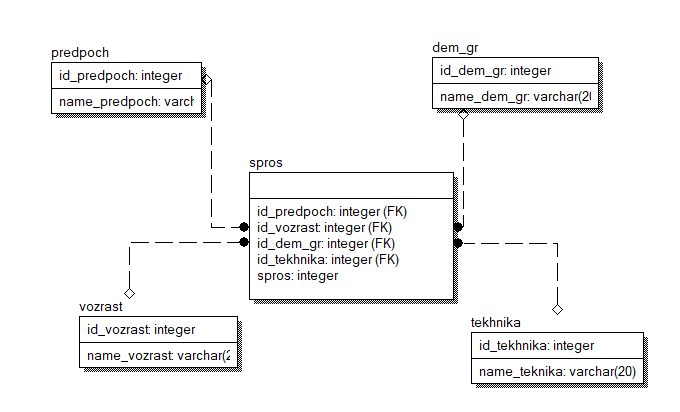 predpoch
id_predpoch: integer
name_predpoch: varch
dem_gr
id_dem_gr: integer
name_dem_gr: varchar(20
spros
id_predpoch: integer (FK)
id_vozrast: integer (FK)
id_dem_gr: integer (FK)
id_tekhnika: integer (FK)
spros: integer
vozrast
id_vozrast: integer
name_vozrast: varchar(2
tekhnika
id_tekhnika: integer
name_teknika: varchar(20)